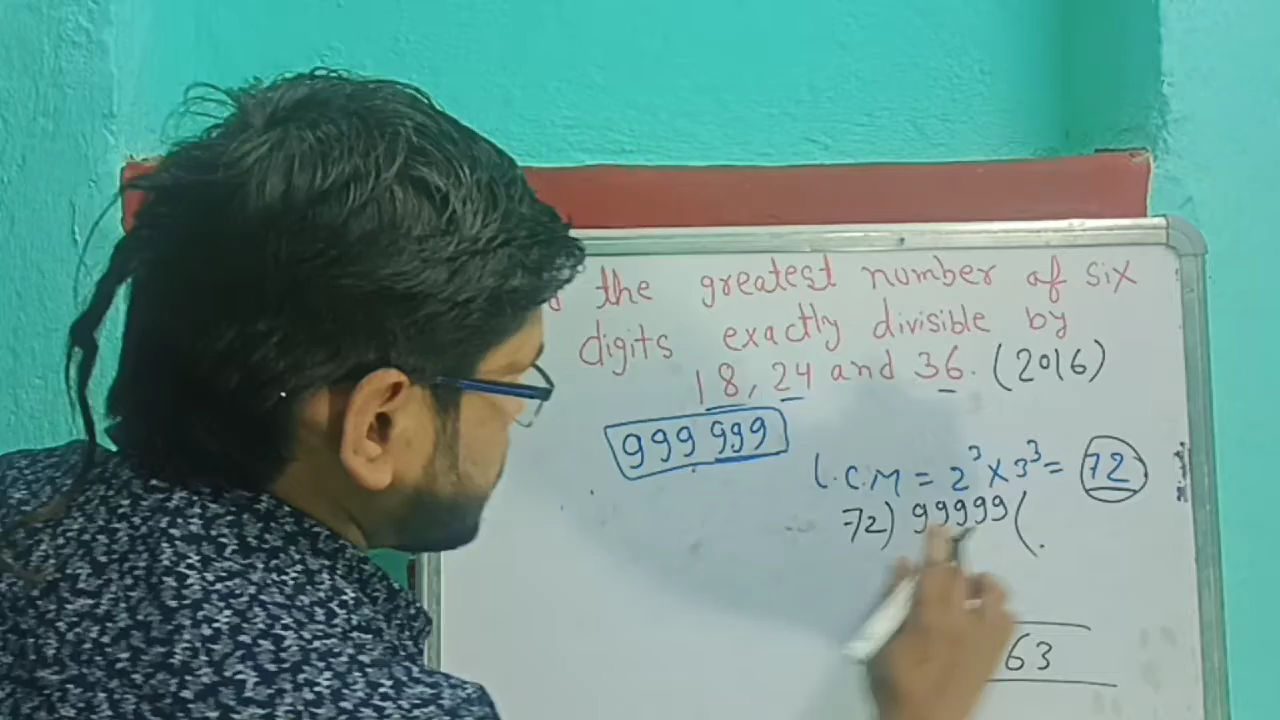 the greatest number of six
digits exactly divisible by
18, 24 and 36. (2016)
999 999
L.C.M = 2³ x 3³ = 72
72) 99999 (
63